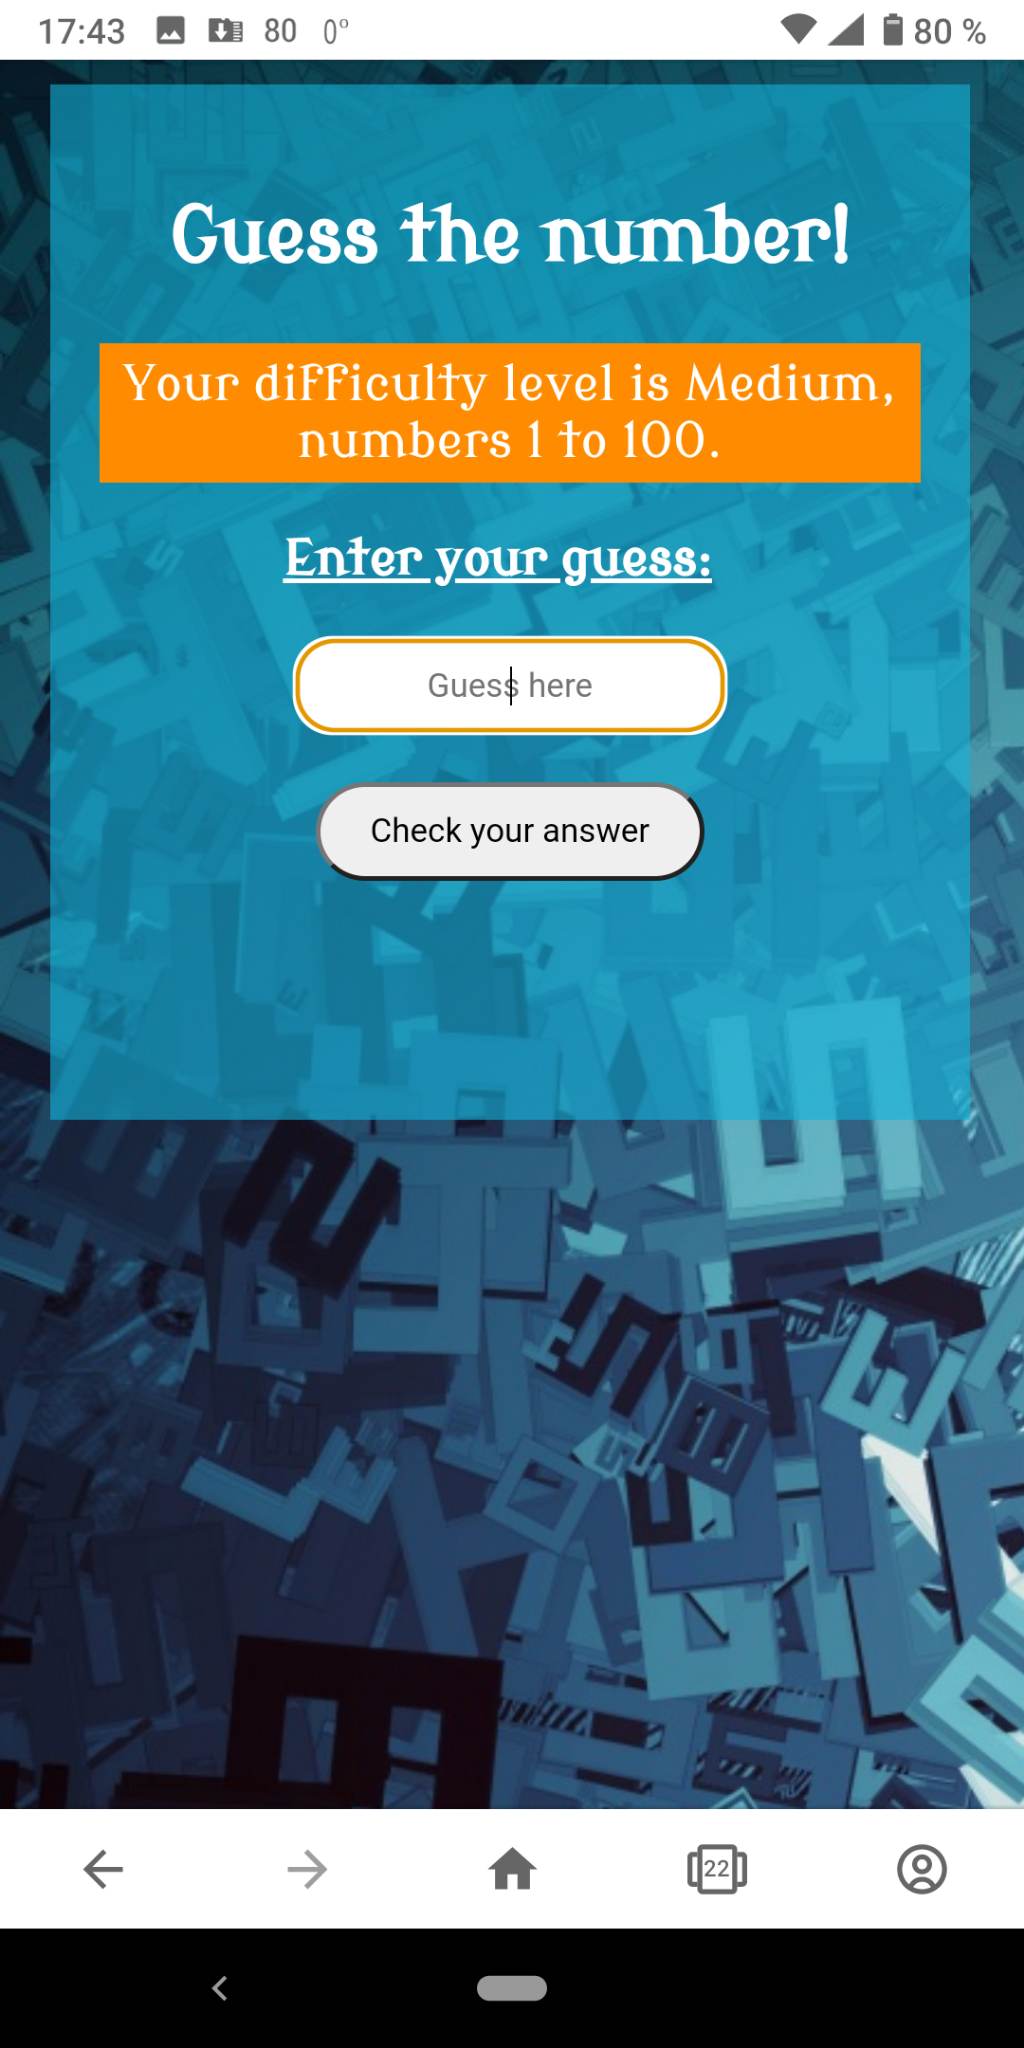 17:43 80 0° 80 %
Guess the number!
Your difficulty level is Medium,
numbers 1 to 100.
Enter your guess:
Guess here
Check your answer
22